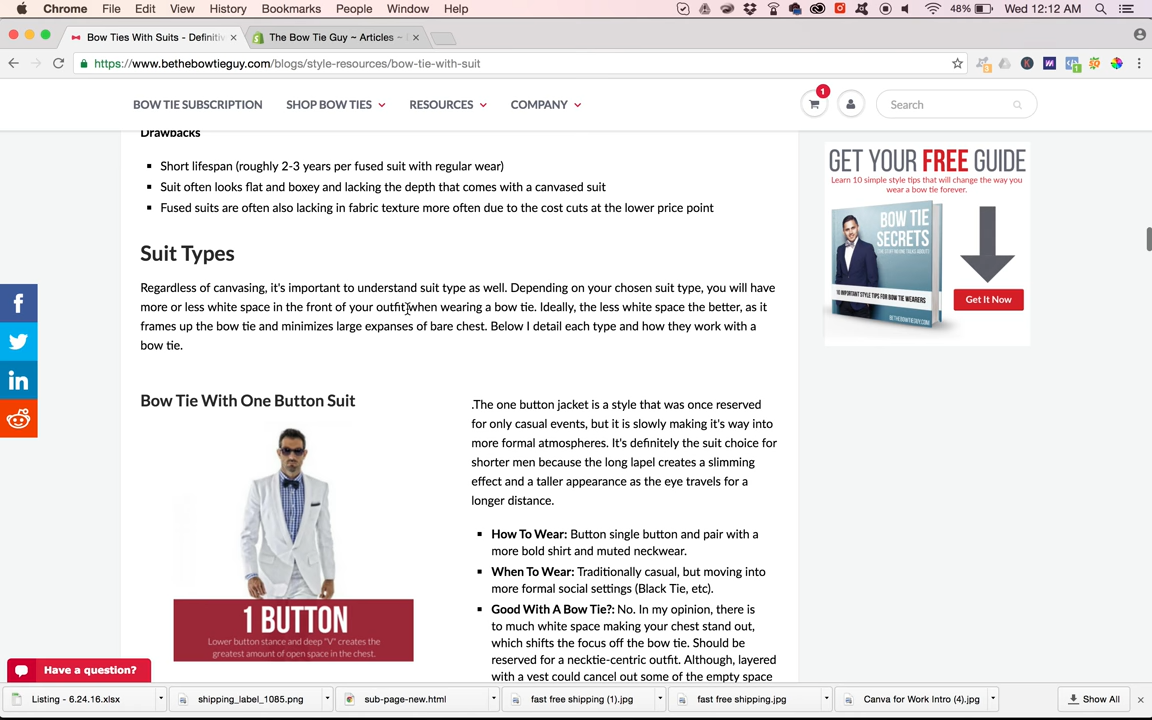 Chrome File Edit View History Bookmarks People Window Help 48% Wed 12:12 AM
Bow Ties With Suits - Definitiv
The Bow Tie Guy ~ Articles ~
https://www.bethebowtieguy.com/blogs/style-resources/bow-tie-with-suit
BOW TIE SUBSCRIPTION SHOP BOW TIES RESOURCES COMPANY 1 Search
Drawbacks
Short lifespan (roughly 2-3 years per fused suit with regular wear)
Suit often looks flat and boxey and lacking the depth that comes with a canvased suit
Fused suits are often also lacking in fabric texture more often due to the cost cuts at the lower price point
Suit Types
Regardless of canvasing, it's important to understand suit type as well. Depending on your chosen suit type, you will have
more or less white space in the front of your outfit when wearing a bow tie. Ideally, the less white space the better, as it
frames up the bow tie and minimizes large expanses of bare chest. Below I detail each type and how they work with a
bow tie.
Bow Tie With One Button Suit
1 BUTTON
Lower button stance and deep "V" creates the
greatest amount of open space in the chest.
.The one button jacket is a style that was once reserved
for only casual events, but it is slowly making it's way into
more formal atmospheres. It's definitely the suit choice for
shorter men because the long lapel creates a slimming
effect and a taller appearance as the eye travels for a
longer distance.
How To Wear: Button single button and pair with a
more bold shirt and muted neckwear.
When To Wear: Traditionally casual, but moving into
more formal social settings (Black Tie, etc).
Good With A Bow Tie?: No. In my opinion, there is
to much white space making your chest stand out,
which shifts the focus off the bow tie. Should be
reserved for a necktie-centric outfit. Although, layered
with a vest could cancel out some of the empty space
GET YOUR FREE GUIDE
Learn 10 simple style tips that will change the way you
wear a bow tie forever.
BOW TIE
SECRETS
10 IMPORTANT STYLE TIPS FOR BOW TIE WEARERS
BETHEBOWTIEGUY.COM
Get It Now
Have a question?
Listing - 6.24.16.xlsx
shipping_label_1085.png
sub-page-new.html
fast free shipping (1).jpg
fast free shipping.jpg
Canva for Work Intro (4).jpg
Show All